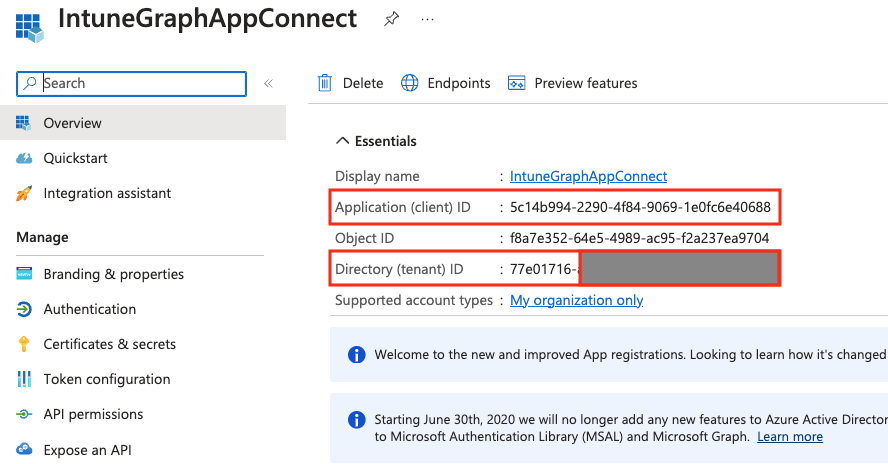 IntuneGraphAppConnect
Search
Delete Endpoints Preview features
Overview
Quickstart
Integration assistant
Manage
Branding & properties
Authentication
Certificates & secrets
Token configuration
API permissions
Expose an API
Essentials
Display name : IntuneGraphAppConnect
Application (client) ID : 5c14b994-2290-4f84-9069-1e0fc6e40688
Object ID : f8a7e352-64e5-4989-ac95-f2a237ea9704
Directory (tenant) ID : 77e01716-
Supported account types : My organization only
Welcome to the new and improved App registrations. Looking to learn how it's changed
Starting June 30th, 2020 we will no longer add any new features to Azure Active Director
to Microsoft Authentication Library (MSAL) and Microsoft Graph. Learn more